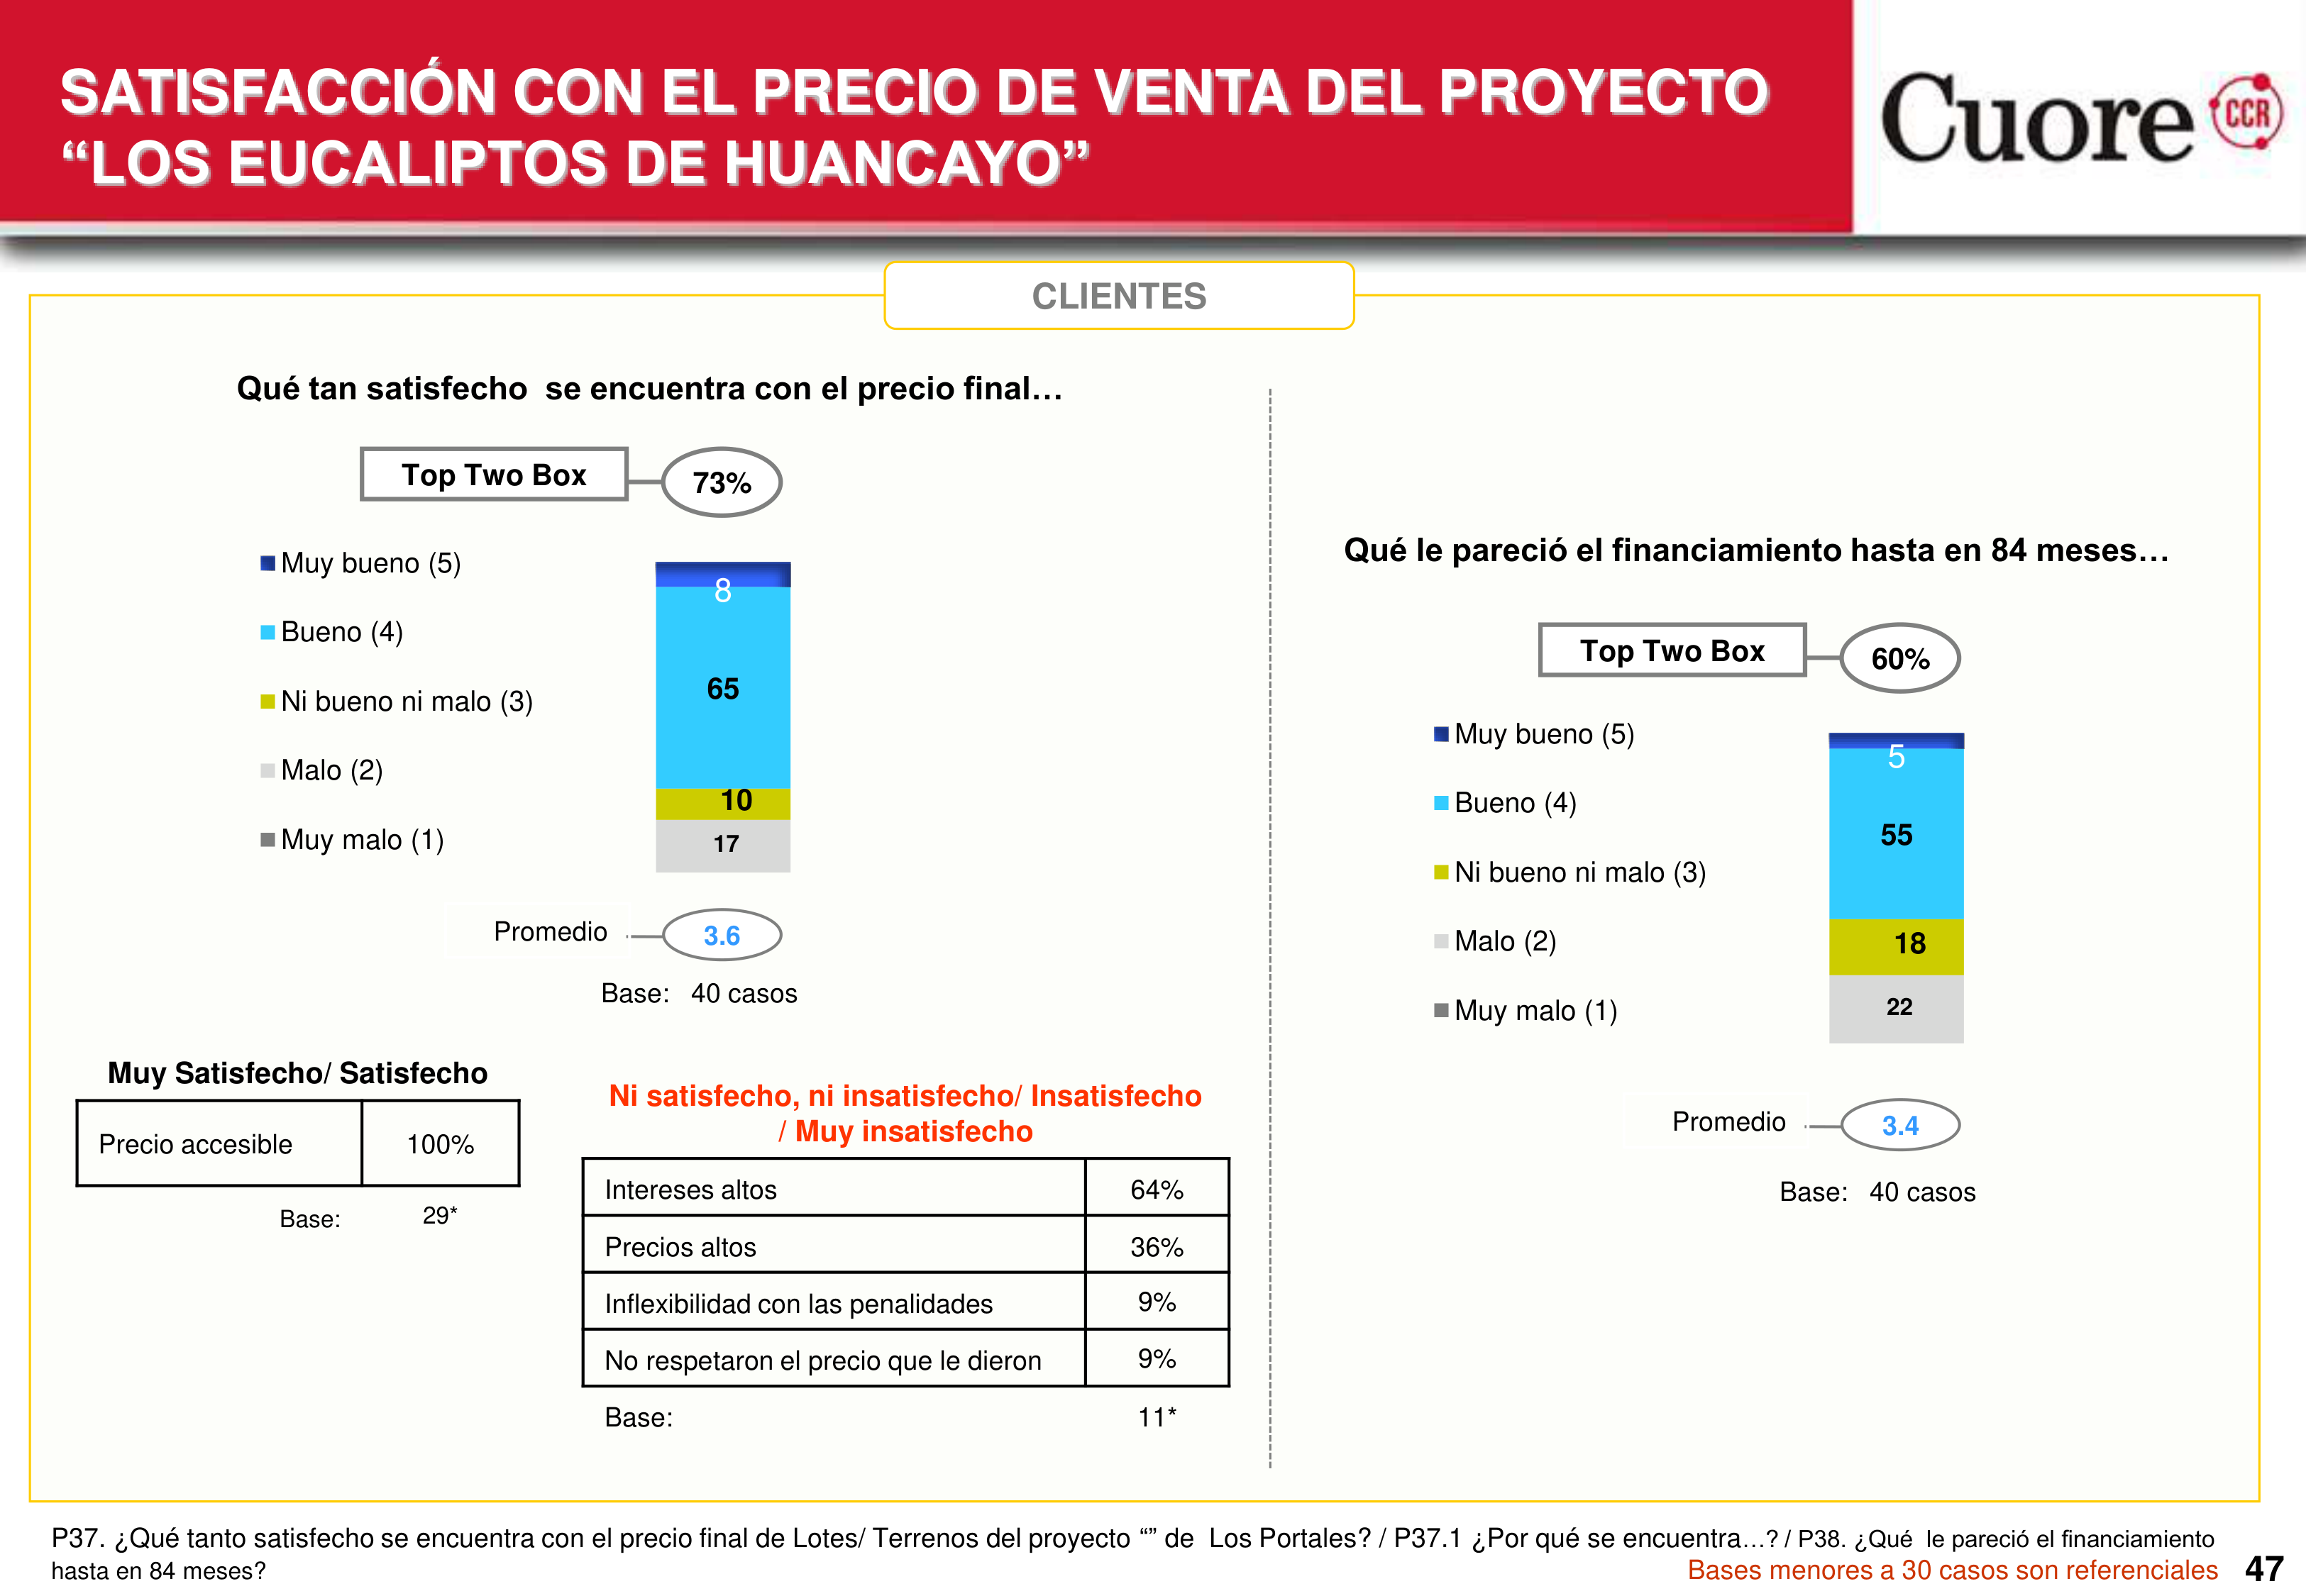 SATISFACCIÓN CON EL PRECIO DE VENTA DEL PROYECTO
“LOS EUCALIPTOS DE HUANCAYO”
Cuore CCR
CLIENTES
Qué tan satisfecho se encuentra con el precio final…
Top Two Box 73%
Muy bueno (5)
Bueno (4)
Ni bueno ni malo (3)
Malo (2)
Muy malo (1)
8
65
10
17
Promedio 3.6
Base: 40 casos
Muy Satisfecho/ Satisfecho
Precio accesible 100%
Base: 29*
Ni satisfecho, ni insatisfecho/ Insatisfecho
/ Muy insatisfecho
Intereses altos 64%
Precios altos 36%
Inflexibilidad con las penalidades 9%
No respetaron el precio que le dieron 9%
Base: 11*
Qué le pareció el financiamiento hasta en 84 meses…
Top Two Box 60%
Muy bueno (5)
Bueno (4)
Ni bueno ni malo (3)
Malo (2)
Muy malo (1)
5
55
18
22
Promedio 3.4
Base: 40 casos
P37. ¿Qué tanto satisfecho se encuentra con el precio final de Lotes/ Terrenos del proyecto “” de Los Portales? / P37.1 ¿Por qué se encuentra…? / P38. ¿Qué le pareció el financiamiento
hasta en 84 meses?
Bases menores a 30 casos son referenciales 47